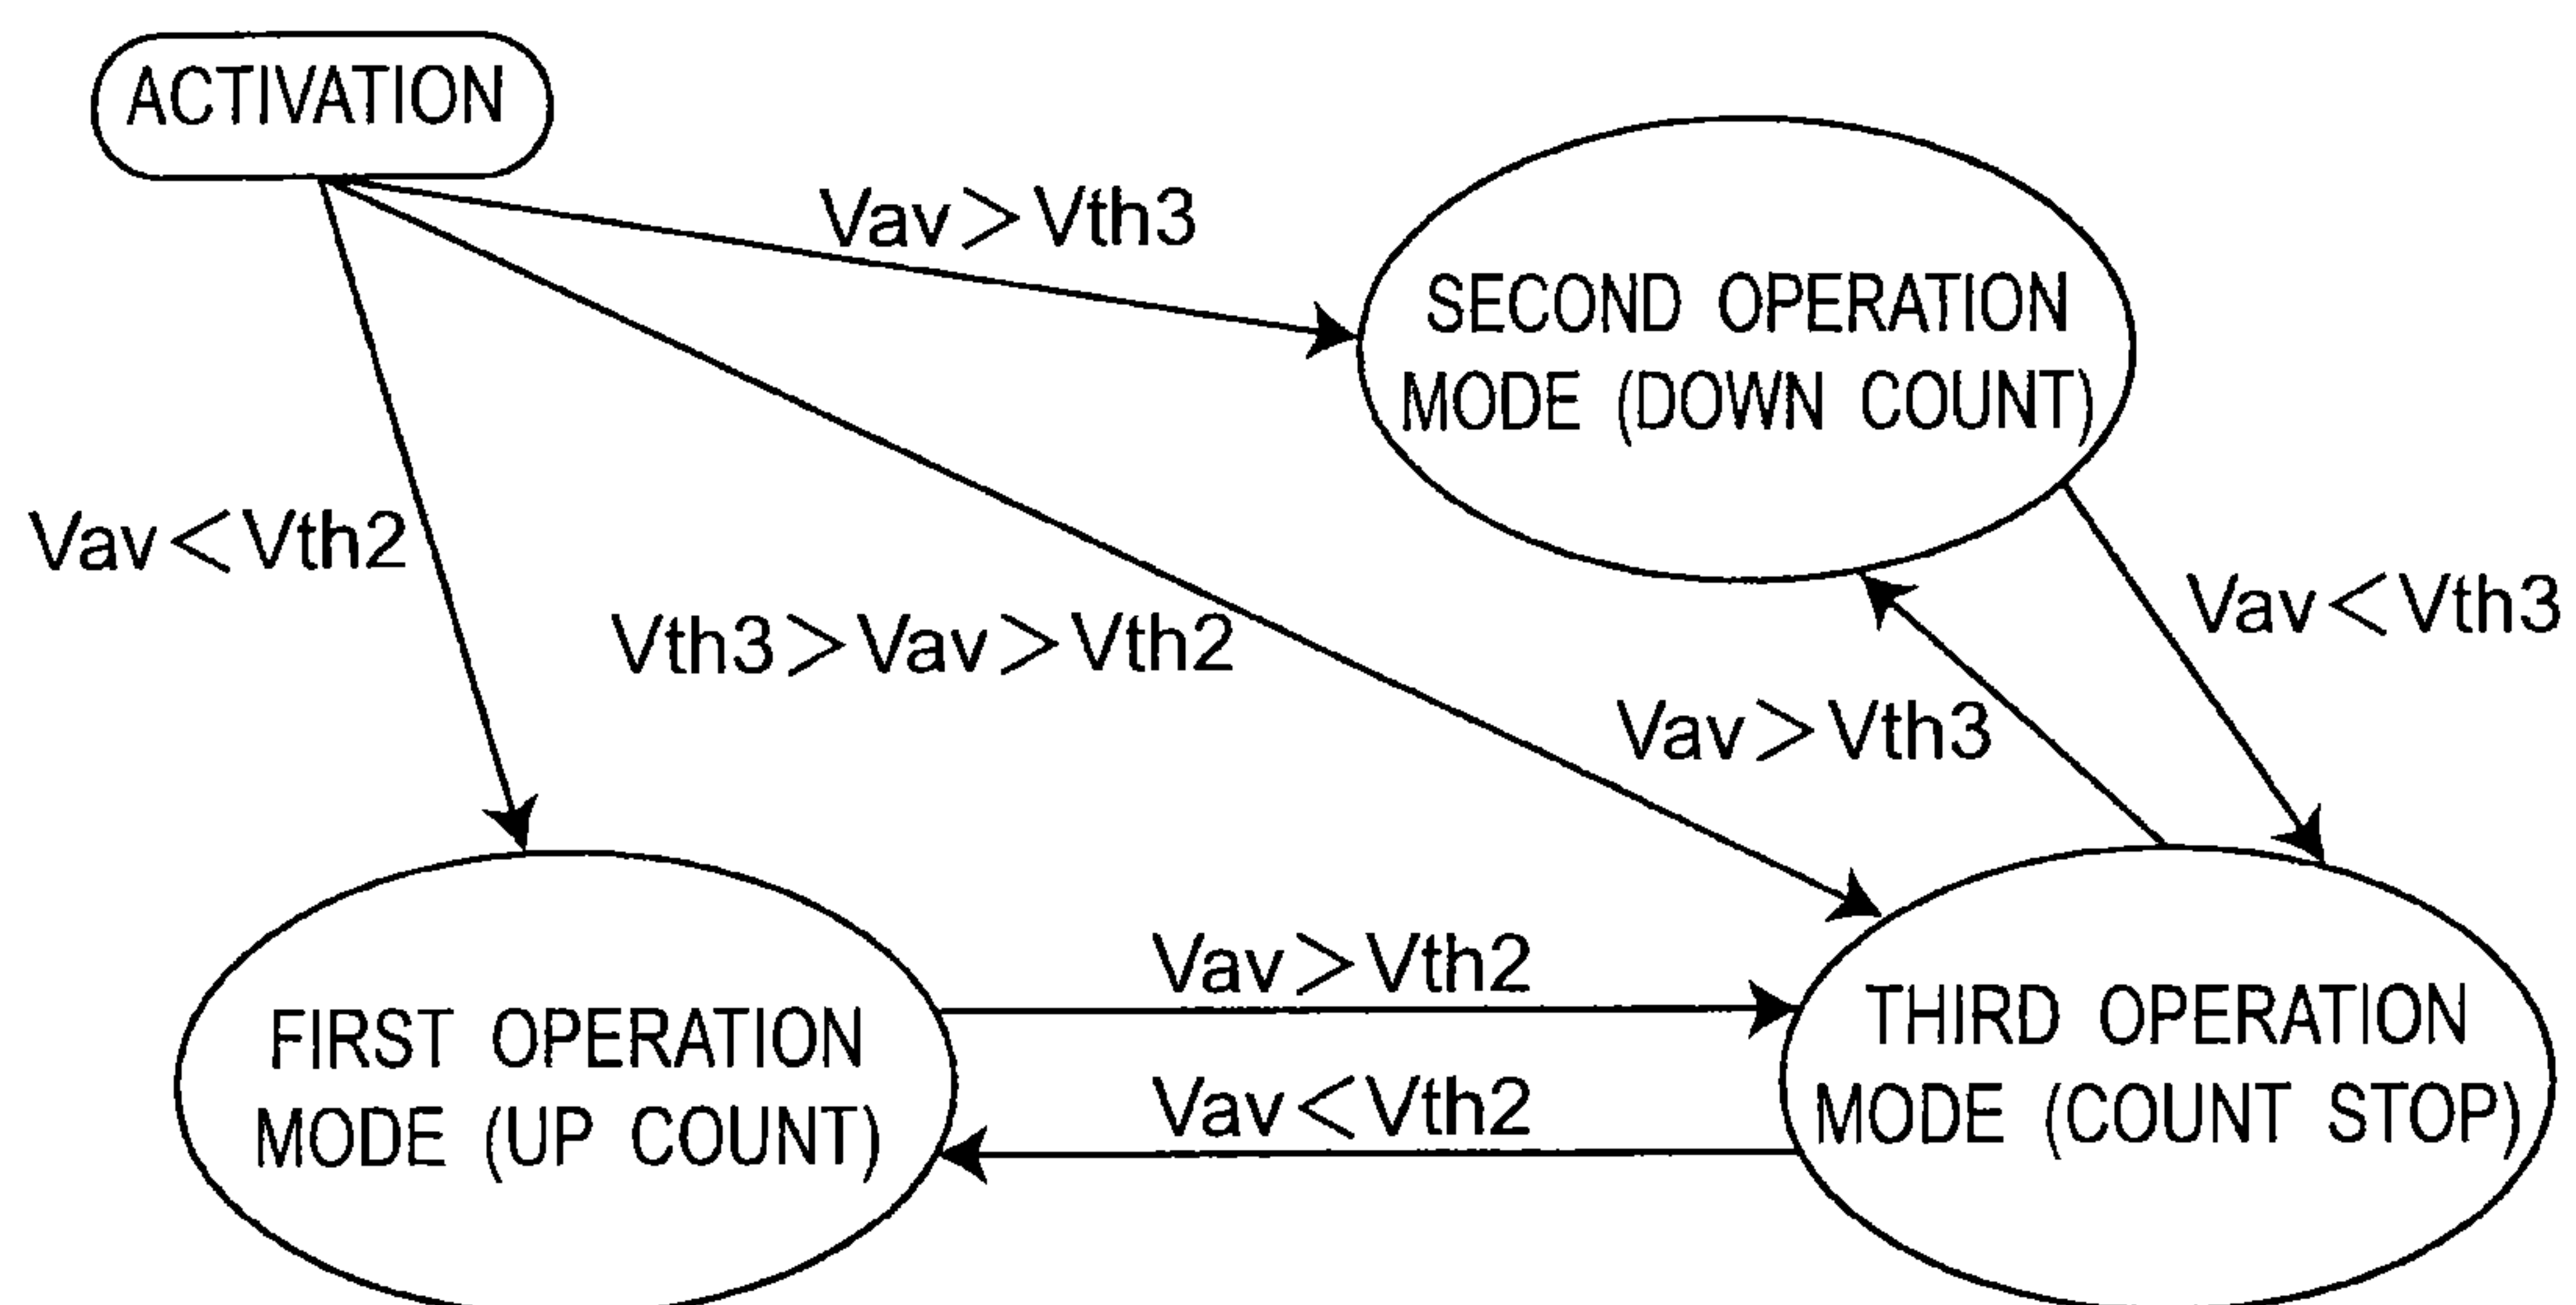 ACTIVATION
Vav>Vth3
SECOND OPERATION
MODE (DOWN COUNT)
Vav<Vth2
Vth3>Vav>Vth2
Vav<Vth3
Vav>Vth3
Vav>Vth2
FIRST OPERATION
MODE (UP COUNT)
Vav<Vth2
THIRD OPERATION
MODE (COUNT STOP)